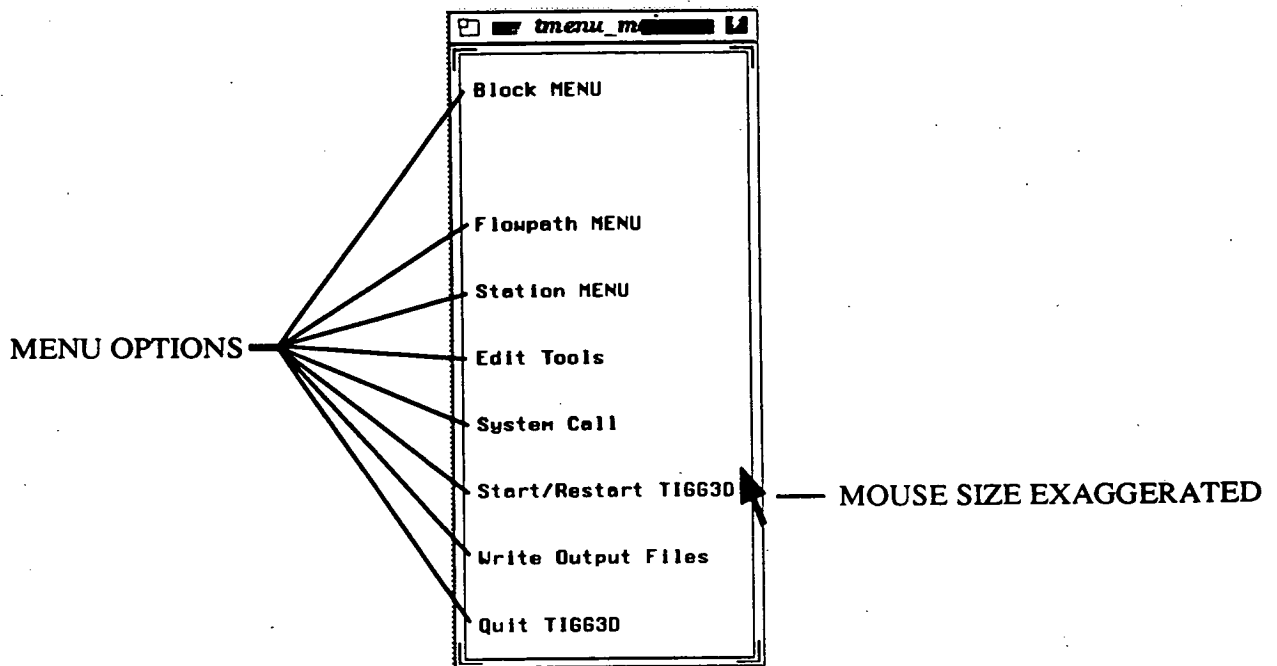 tmenu_m
Block MENU
Flowpath MENU
Station MENU
MENU OPTIONS
Edit Tools
System Call
Start/Restart TIGG3D
MOUSE SIZE EXAGGERATED
Write Output Files
Quit TIGG3D